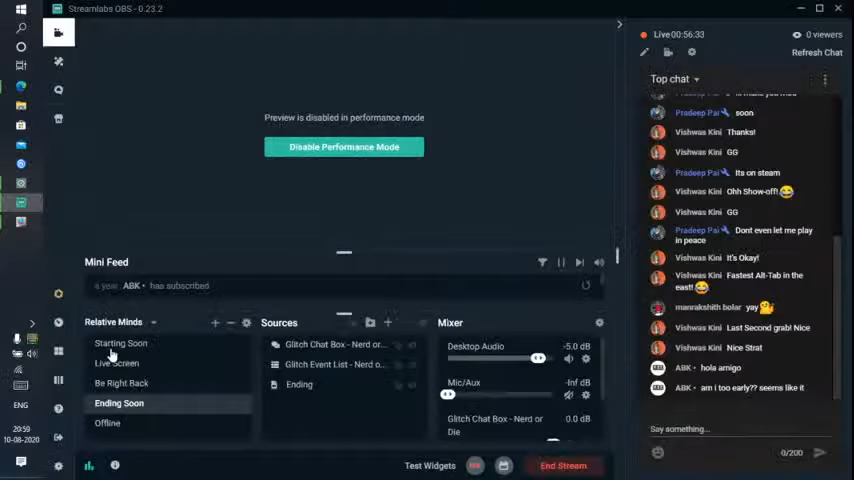 Streamlabs OBS - 0.23.2
Live 00:56:33
0 viewers
Refresh Chat
Top chat
Preview is disabled in performance mode
Disable Performance Mode
Pradeep Pai soon
Vishwas Kini Thanks!
Vishwas Kini GG
Pradeep Pai Its on steam
Vishwas Kini Ohh Show-off!😂
Vishwas Kini GG
Pradeep Pai Dont even let me play
in peace
Vishwas Kini It's Okay!
Vishwas Kini Fastest Alt-Tab in the
east!!😂
manrakshith bolar yay
Vishwas Kini Last Second grab! Nice
Vishwas Kini Nice Strat
ABK • hola amigo
ABK • am i too early?? seems like it
Say something...
0/200
Mini Feed
a year ABK • has subscribed
Relative Minds
Starting Soon
Live Screen
Be Right Back
Ending Soon
Offline
Sources
Glitch Chat Box - Nerd or...
Glitch Event List - Nerd o...
Ending
Mixer
Desktop Audio -5.0 dB
Mic/Aux -Inf dB
Glitch Chat Box - Nerd or
Die
0.0 dB
Test Widgets
REC
End Stream
ENG
20:59
10-08-2020